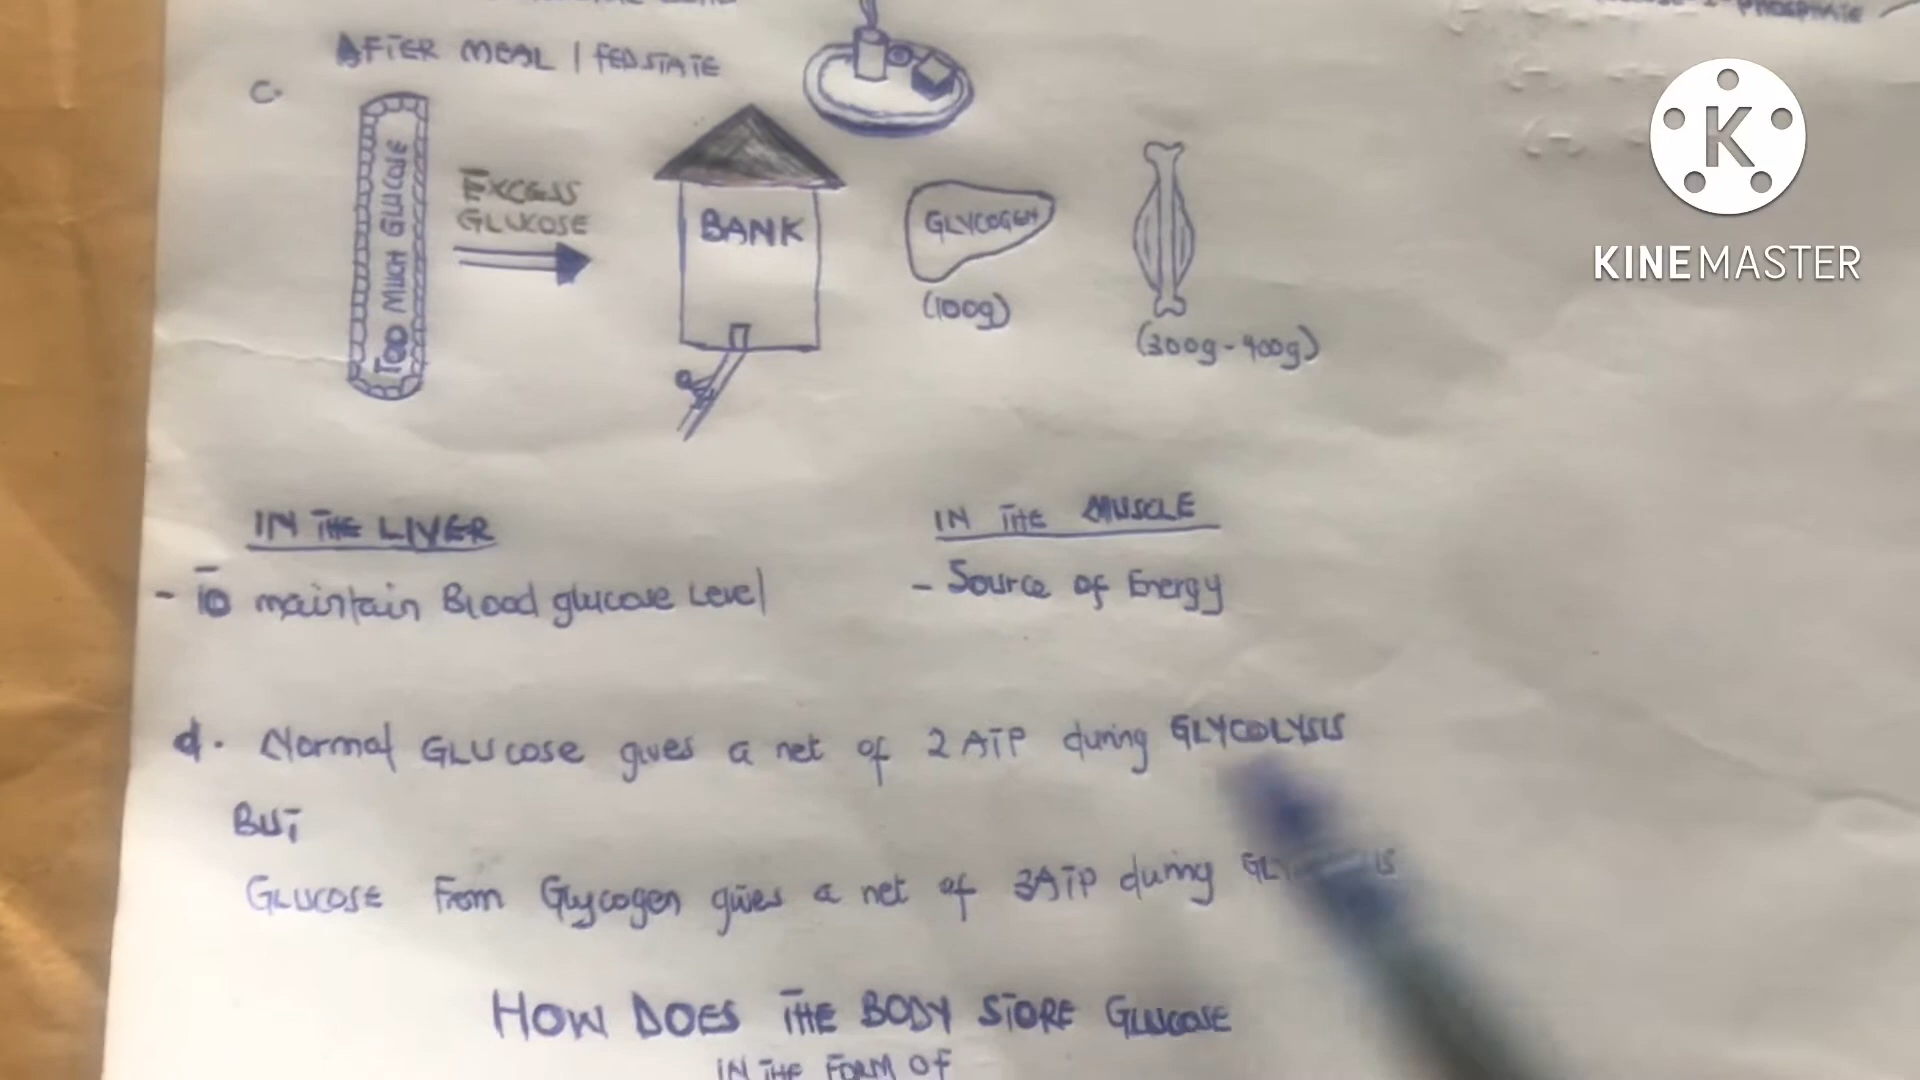 AFTER MEAL | FED STATE
c.
TOO MUCH GLUCOSE
EXCESS
GLUCOSE
BANK
GLYCOGEN
(100g)
(300g-400g)
K
KINEMASTER
IN THE LIVER
- To maintain Blood glucose Level
IN THE MUSCLE
- Source of Energy
d. Normal GLUcose gives a net of 2 ATP during GLYCOLYSIS
BUT
GLUCOSE From Glycogen gives a net of 3ATP during
HOW DOES THE BODY STORE GLUCOSE
IN THE FORM OF